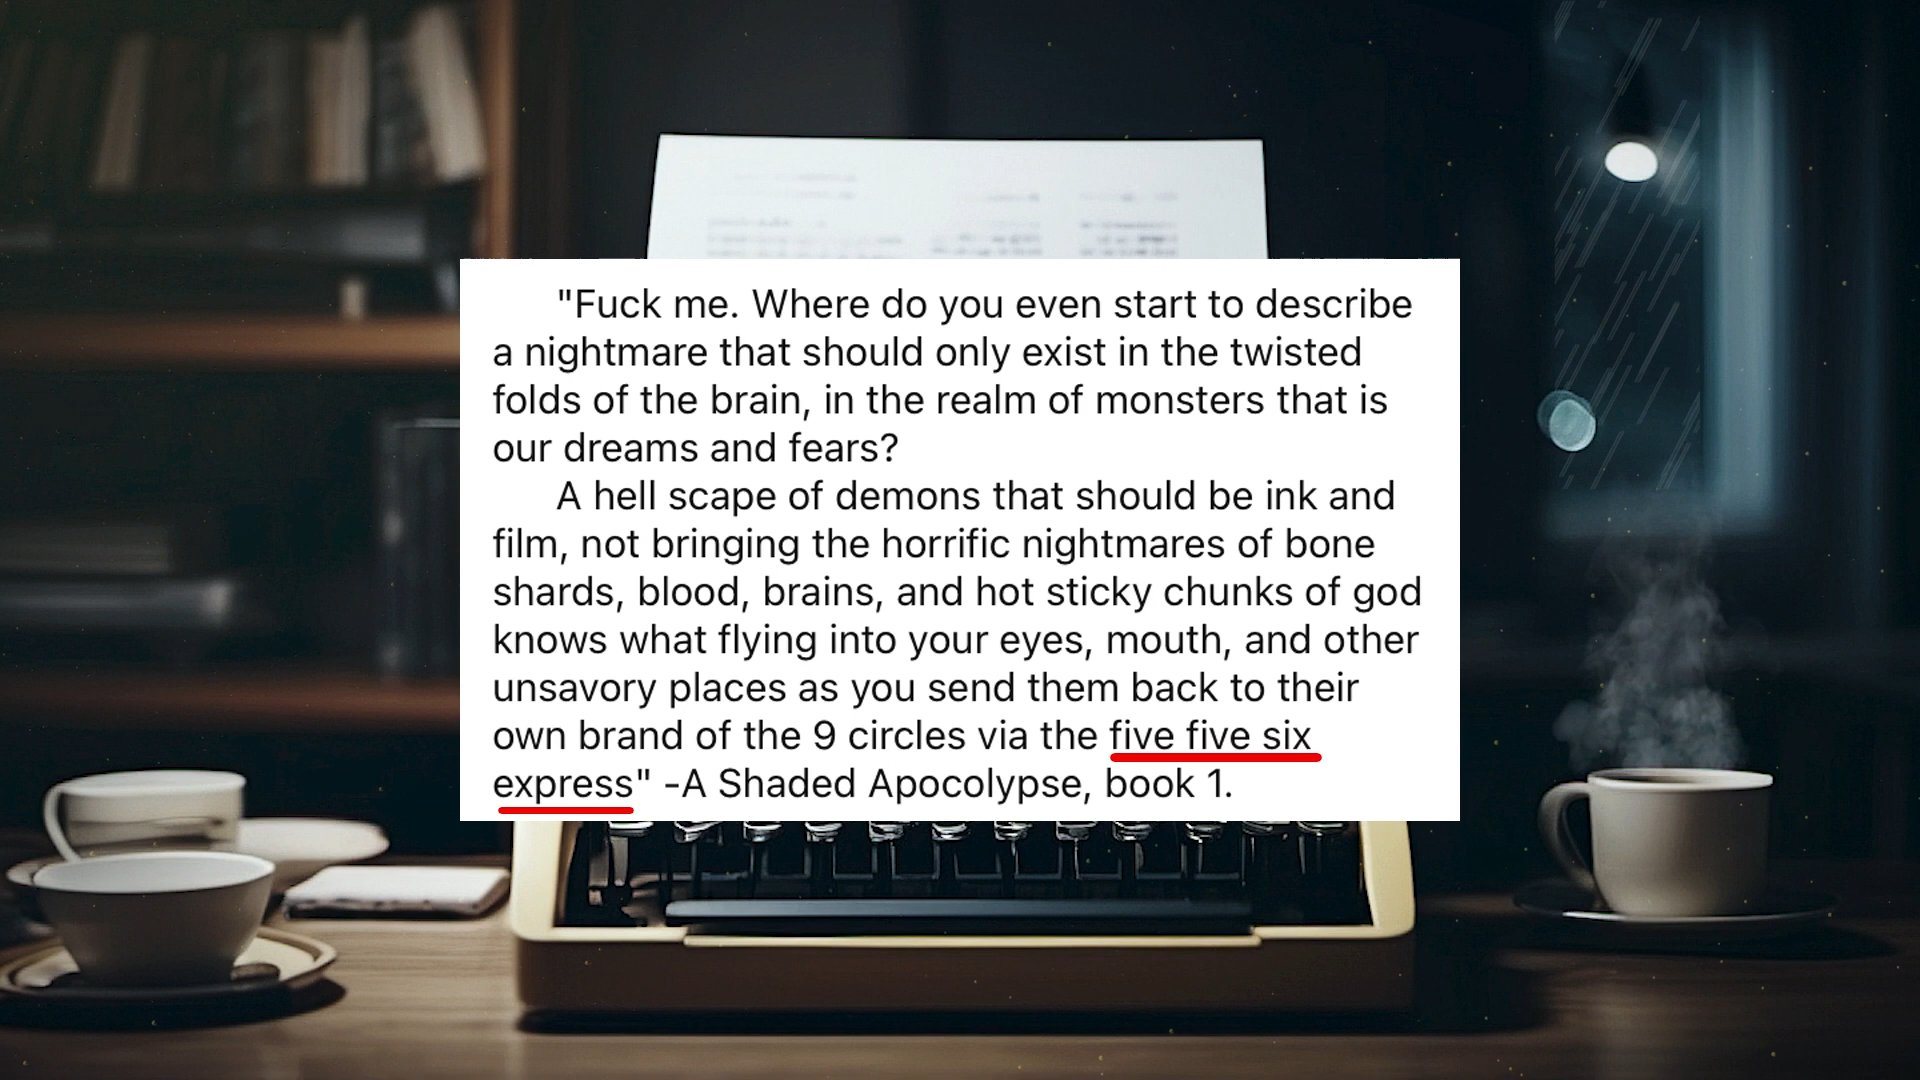 "Fuck me. Where do you even start to describe
a nightmare that should only exist in the twisted
folds of the brain, in the realm of monsters that is
our dreams and fears?
A hell scape of demons that should be ink and
film, not bringing the horrific nightmares of bone
shards, blood, brains, and hot sticky chunks of god
knows what flying into your eyes, mouth, and other
unsavory places as you send them back to their
own brand of the 9 circles via the five five six
express" -A Shaded Apocolypse, book 1.